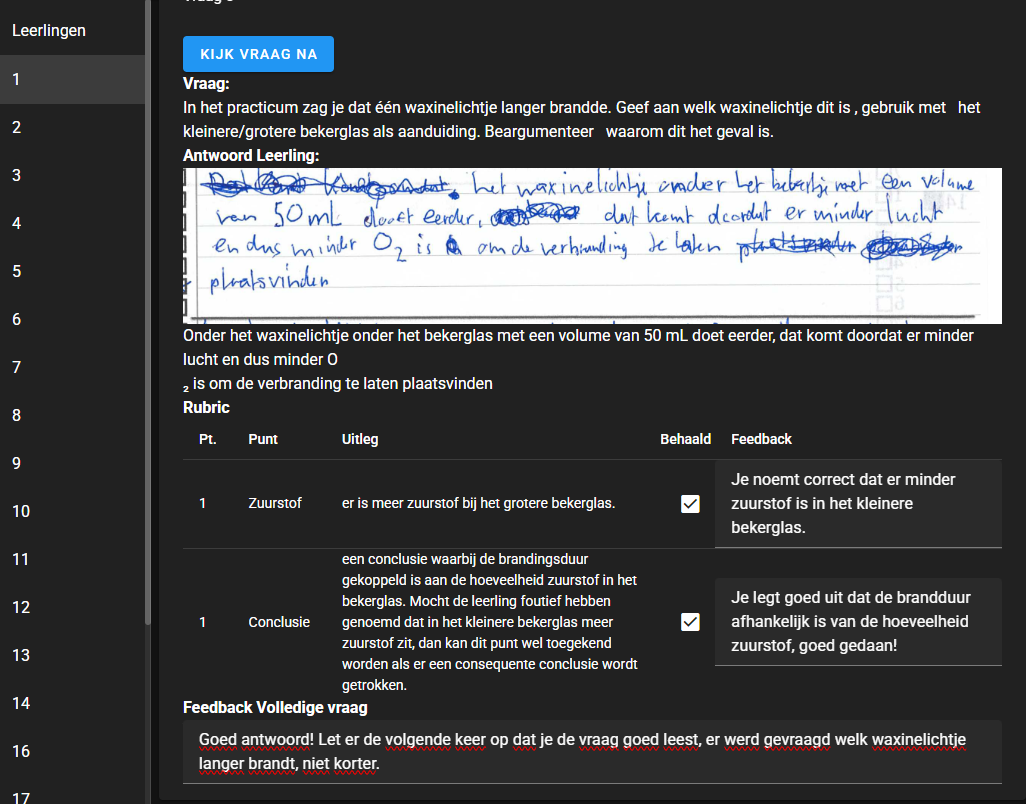 Leerlingen
1
2
3
4
5
6
7
8
9
10
11
12
13
14
16
17
KIJK VRAAG NA
Vraag:
In het practicum zag je dat één waxinelichtje langer brandde. Geef aan welk waxinelichtje dit is , gebruik met het
kleinere/grotere bekerglas als aanduiding. Beargumenteer waarom dit het geval is.
Antwoord Leerling:
het waxinelichtje onder het bekertje met een volume
van 50 mL dooft eerder, dat komt doordat er minder lucht
en dus minder O2 is om de verbranding te laten
plaatsvinden
Onder het waxinelichtje onder het bekerglas met een volume van 50 mL doet eerder, dat komt doordat er minder
lucht en dus minder O
₂ is om de verbranding te laten plaatsvinden
Rubric
Pt. Punt Uitleg Behaald Feedback
1 Zuurstof er is meer zuurstof bij het grotere bekerglas.
Je noemt correct dat er minder
zuurstof is in het kleinere
bekerglas.
1 Conclusie
een conclusie waarbij de brandingsduur
gekoppeld is aan de hoeveelheid zuurstof in het
bekerglas. Mocht de leerling foutief hebben
genoemd dat in het kleinere bekerglas meer
zuurstof zit, dan kan dit punt wel toegekend
worden als er een consequente conclusie wordt
getrokken.
Je legt goed uit dat de brandduur
afhankelijk is van de hoeveelheid
zuurstof, goed gedaan!
Feedback Volledige vraag
Goed antwoord! Let er de volgende keer op dat je de vraag goed leest, er werd gevraagd welk waxinelichtje
langer brandt, niet korter.